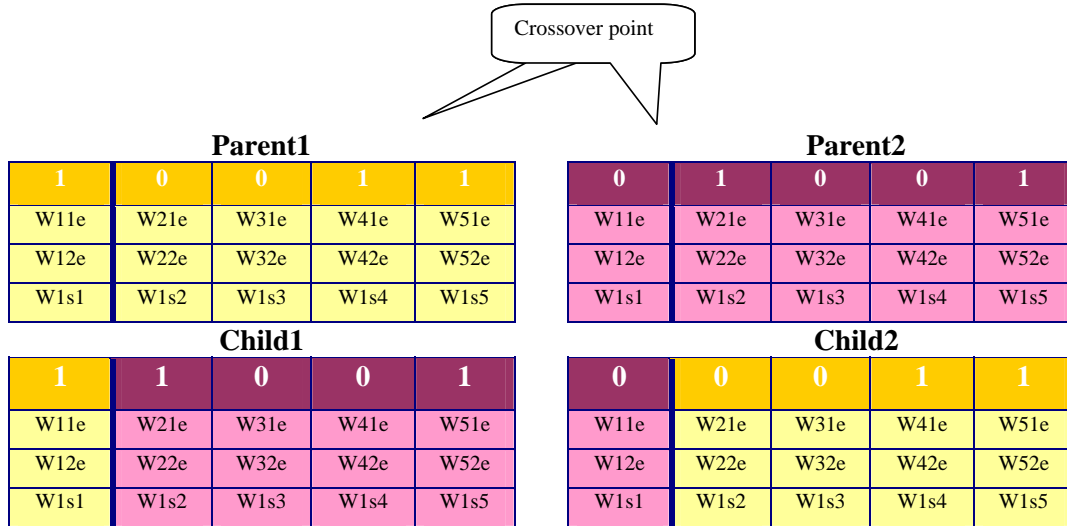 Crossover point
Parent1 Parent2
1 0 0 1 1 0 1 0 0 1
W11e W21e W31e W41e W51e W11e W21e W31e W41e W51e
W12e W22e W32e W42e W52e W12e W22e W32e W42e W52e
W1s1 W1s2 W1s3 W1s4 W1s5 W1s1 W1s2 W1s3 W1s4 W1s5
Child1 Child2
1 1 0 0 1 0 0 0 1 1
W11e W21e W31e W41e W51e W11e W21e W31e W41e W51e
W12e W22e W32e W42e W52e W12e W22e W32e W42e W52e
W1s1 W1s2 W1s3 W1s4 W1s5 W1s1 W1s2 W1s3 W1s4 W1s5